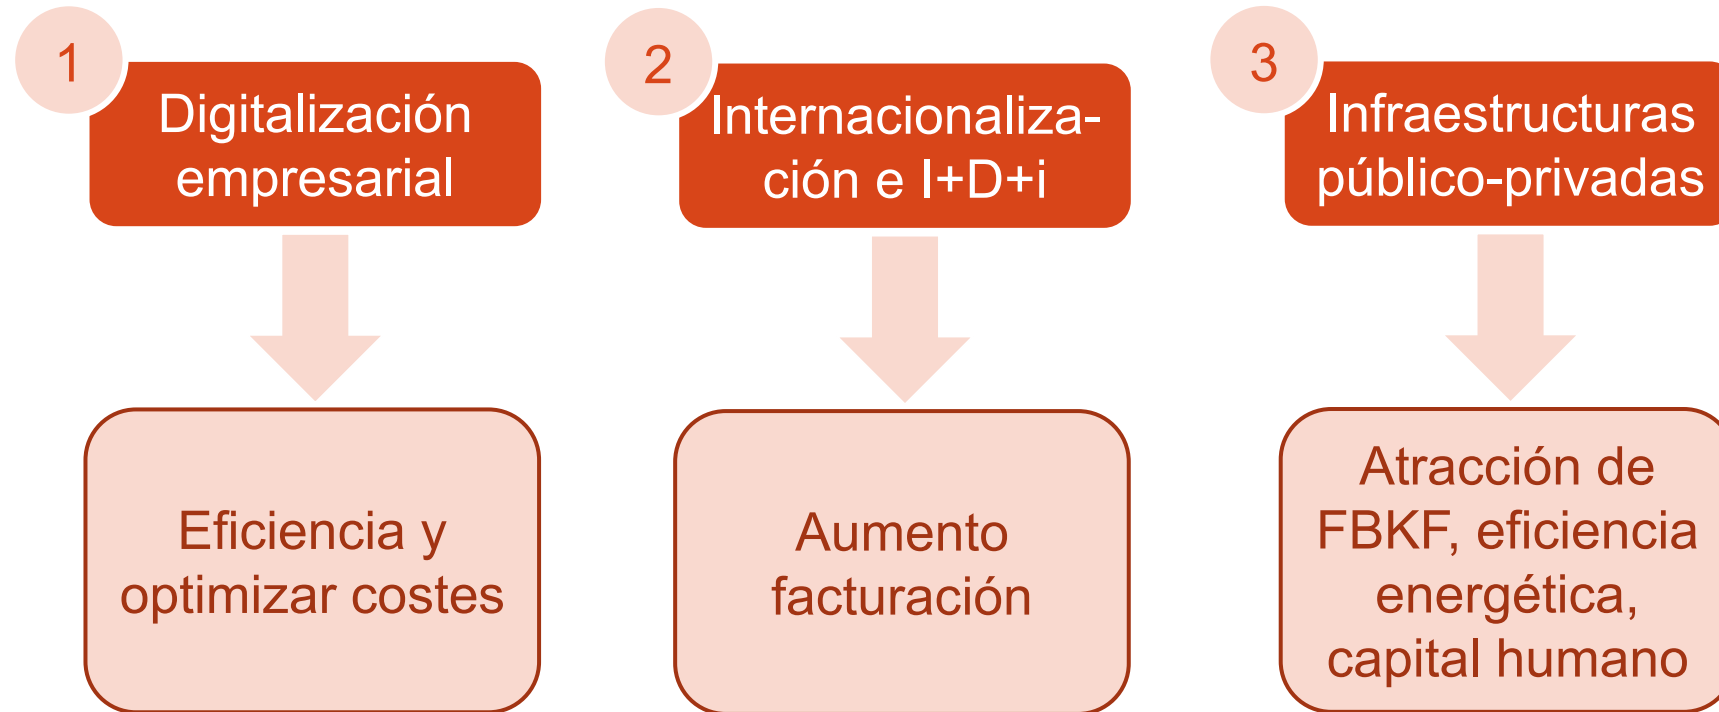 1
Digitalización
empresarial
Eficiencia y
optimizar costes
2
Internacionaliza-
ción e I+D+i
Aumento
facturación
3
Infraestructuras
público-privadas
Atracción de
FBKF, eficiencia
energética,
capital humano